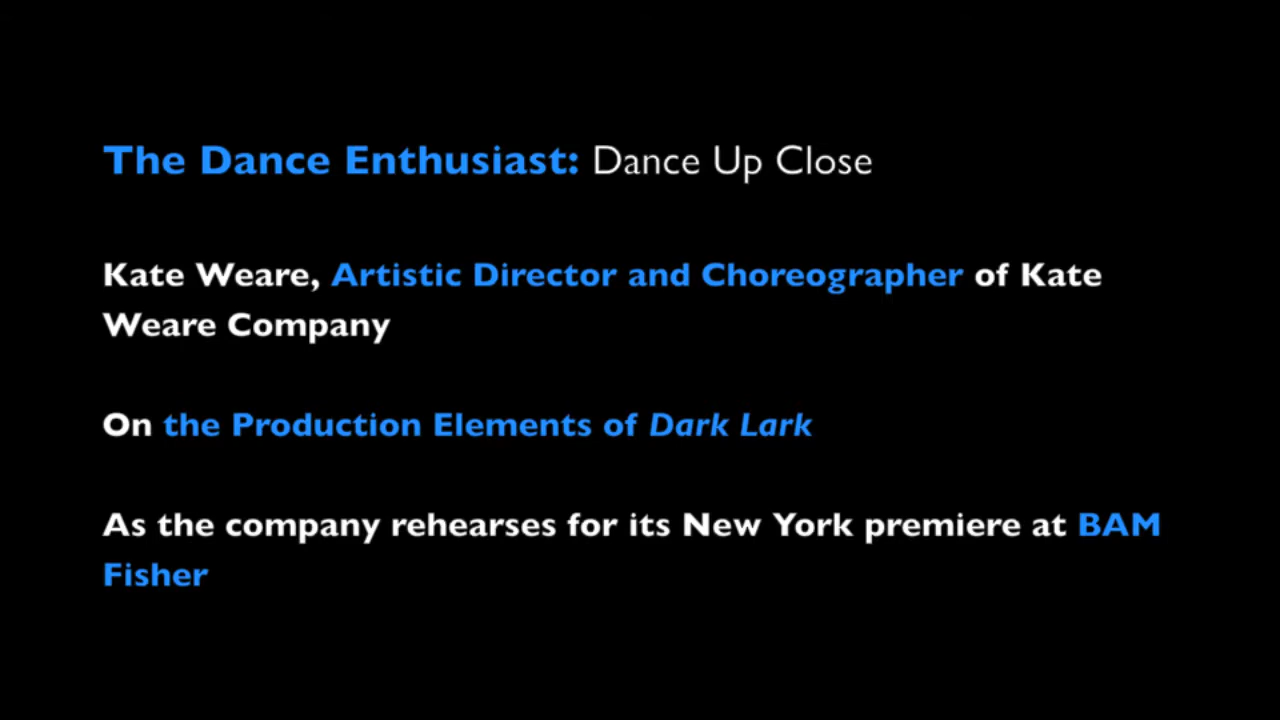 The Dance Enthusiast: Dance Up Close
Kate Weare, Artistic Director and Choreographer of Kate
Weare Company
On the Production Elements of Dark Lark
As the company rehearses for its New York premiere at BAM
Fisher